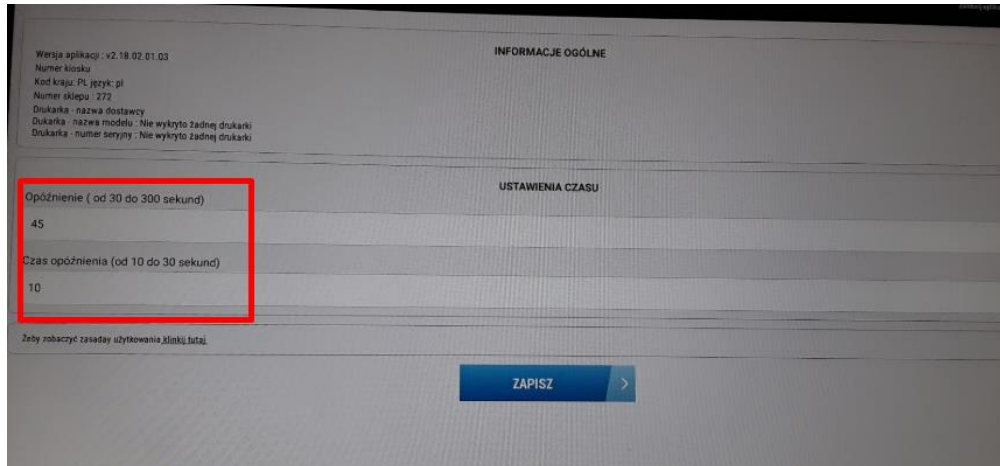 INFORMACJE OGÓLNE
Wersja aplikacji : v2.18.02.01.03
Numer kiosku
Kod kraju: PL język: pl
Numer sklepu : 272
Drukarka - nazwa dostawcy
Dukarka - nazwa modelu : Nie wykryto żadnej drukarki
Drukarka - numer seryjny : Nie wykryto żadnej drukarki
USTAWIENIA CZASU
Opóźnienie ( od 30 do 300 sekund)
45
Czas opóźnienia (od 10 do 30 sekund)
10
Żeby zobaczyć zasaday użytkowania klinkij tutaj
ZAPISZ